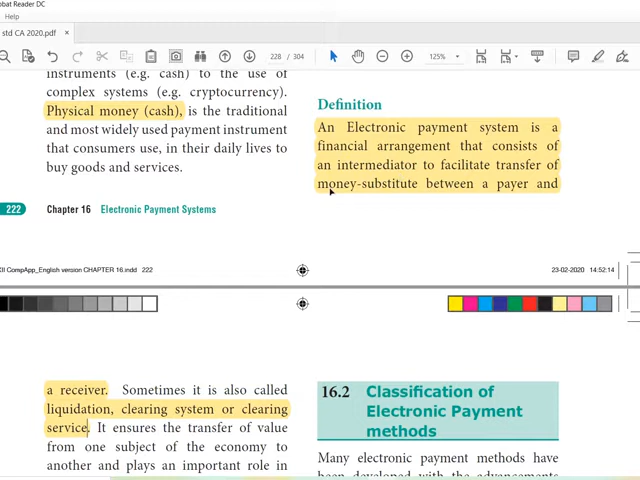 obat Reader DC
Help
std CA 2020.pdf ×
228 / 304
125%
instruments (e.g. cash) to the use of
complex systems (e.g. cryptocurrency).
Physical money (cash), is the traditional
and most widely used payment instrument
that consumers use, in their daily lives to
buy goods and services.
Definition
An Electronic payment system is a
financial arrangement that consists of
an intermediator to facilitate transfer of
money-substitute between a payer and
222 Chapter 16 Electronic Payment Systems
II CompApp_English version CHAPTER 16.indd 222
23-02-2020 14:52:14
a receiver. Sometimes it is also called
liquidation, clearing system or clearing
service. It ensures the transfer of value
from one subject of the economy to
another and plays an important role in
16.2 Classification of
Electronic Payment
methods
Many electronic payment methods have
been developed with the advancements